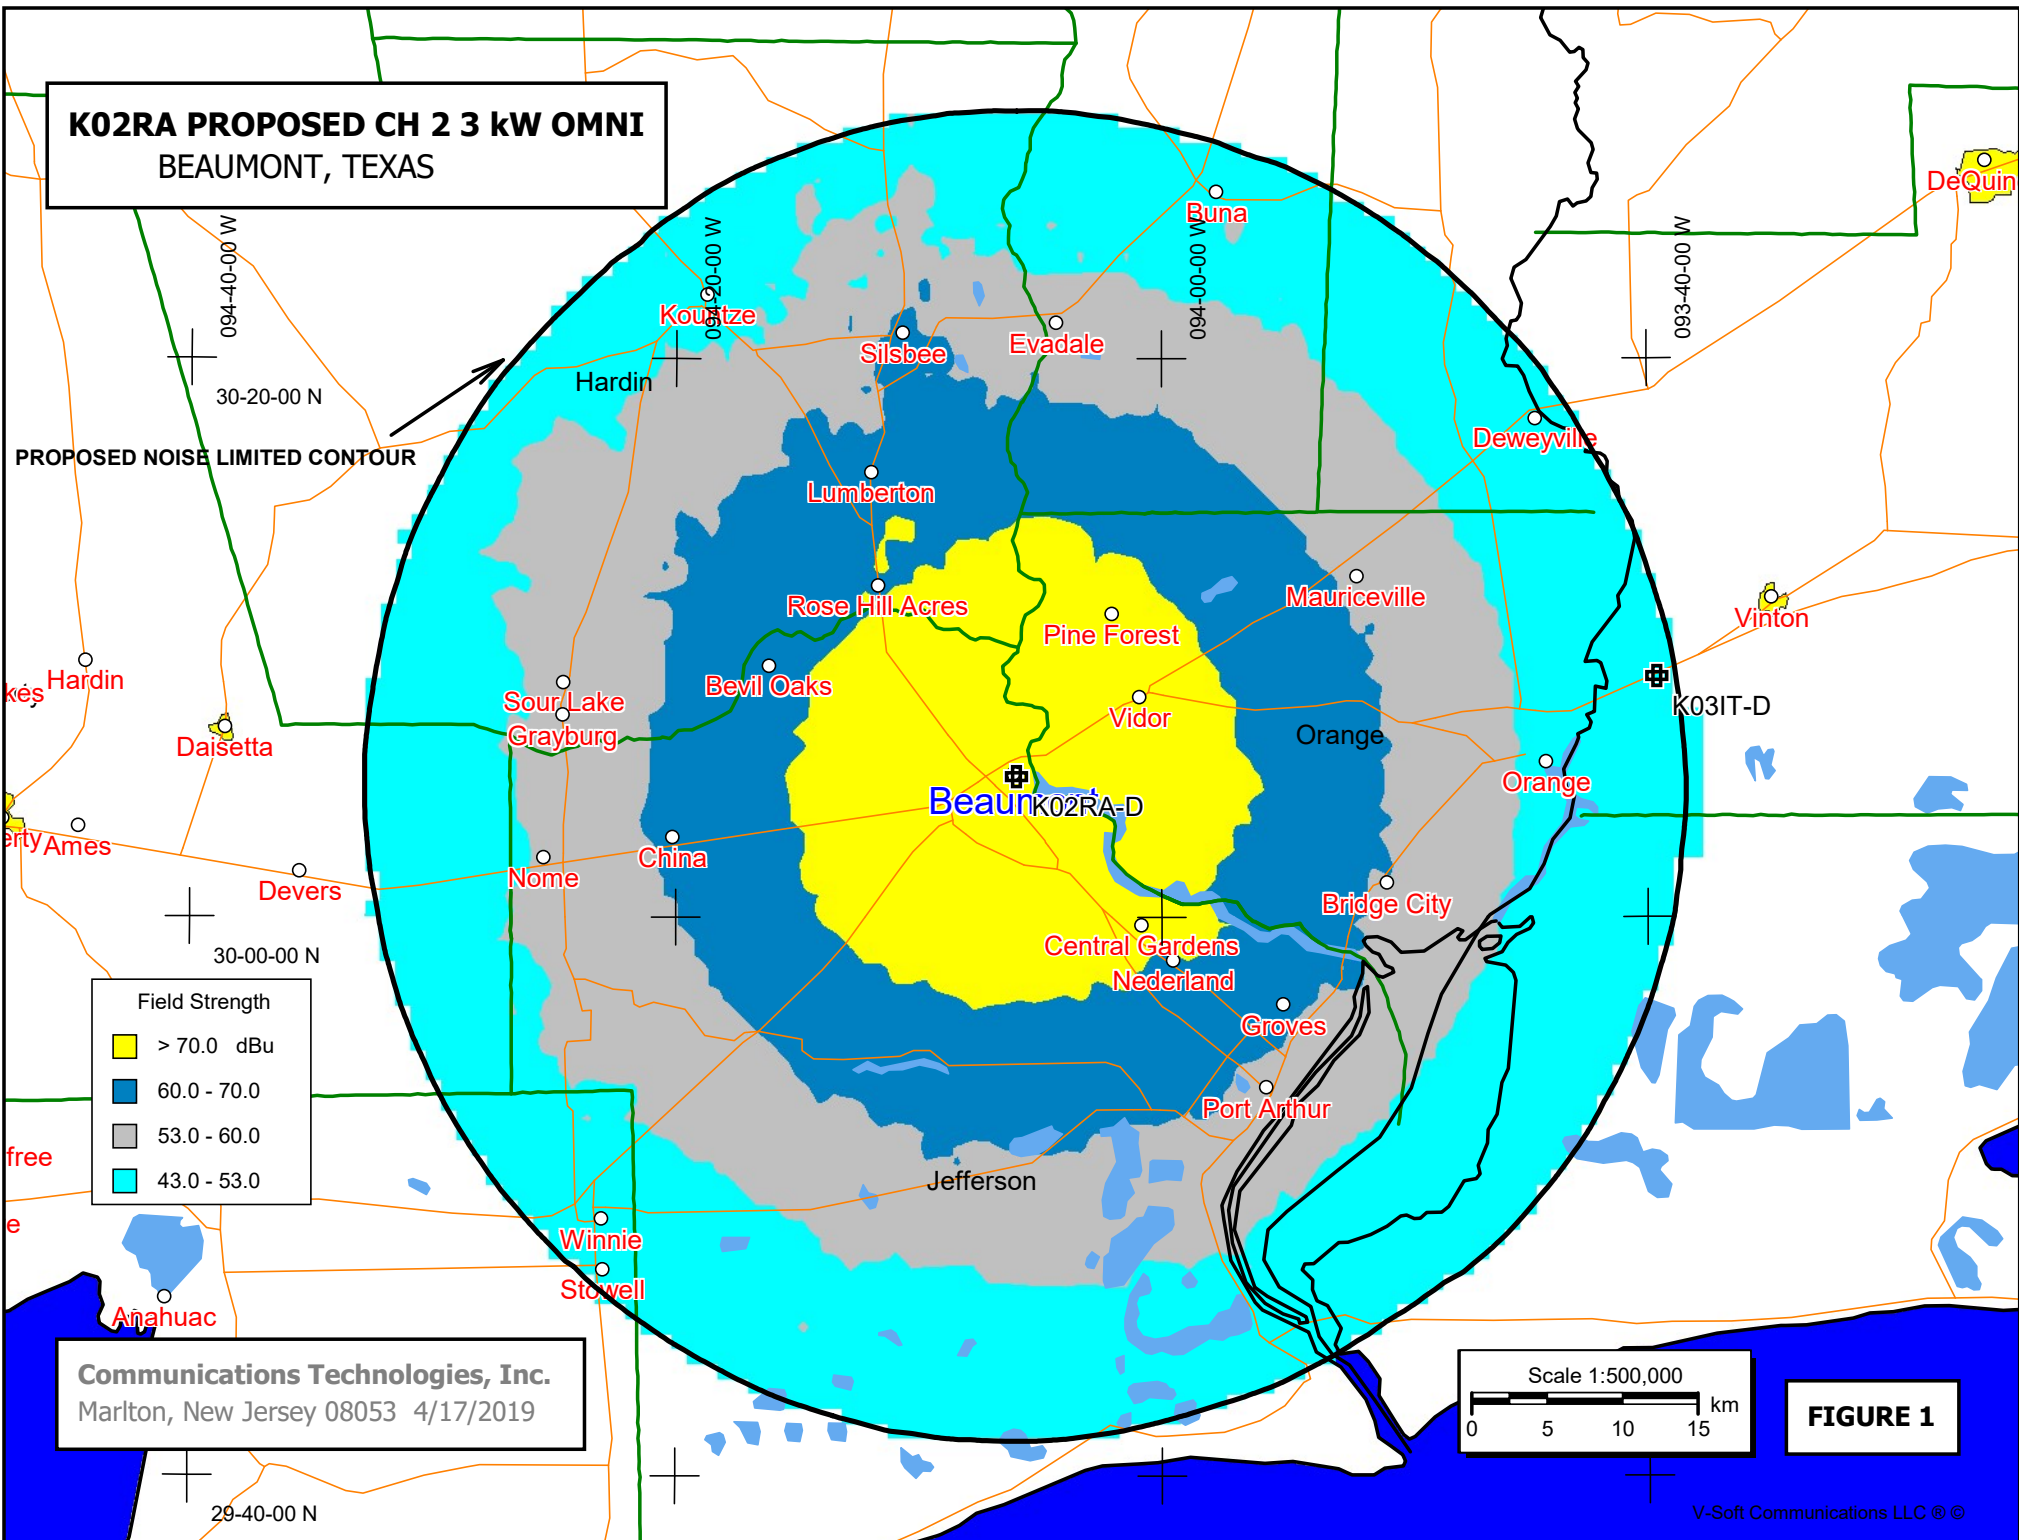 K02RA PROPOSED CH 2 3 kW OMNI
BEAUMONT, TEXAS
DeQuin
Buna
094-40-00 W
094-20-00 W
094-00-00 W
093-40-00 W
Kountze
Silsbee
Evadale
Hardin
30-20-00 N
Deweyville
PROPOSED NOISE LIMITED CONTOUR
Lumberton
Rose Hill Acres
Mauriceville
Vinton
Pine Forest
Hardin
kes
Bevil Oaks
Sour Lake
Vidor
K03IT-D
Grayburg
Orange
Daisetta
Orange
Beaumont
K02RA-D
erty
Ames
China
Nome
Devers
Bridge City
Central Gardens
30-00-00 N
Nederland
Field Strength
Groves
> 70.0 dBu
60.0 - 70.0
Port Arthur
53.0 - 60.0
free
43.0 - 53.0
Jefferson
e
Winnie
Stowell
Anahuac
Communications Technologies, Inc.
Marlton, New Jersey 08053 4/17/2019
Scale 1:500,000
km
0 5 10 15
FIGURE 1
29-40-00 N
V-Soft Communications LLC ® ©